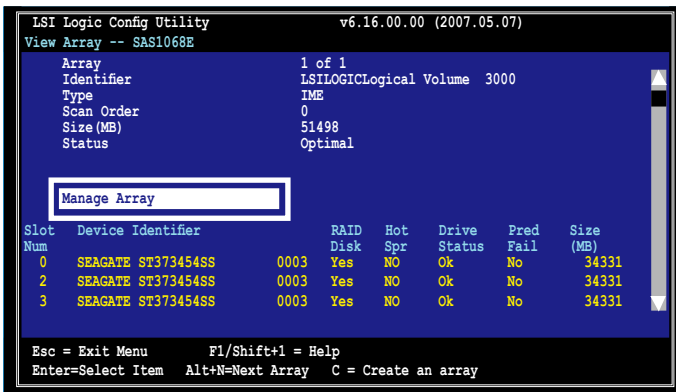 LSI Logic Config Utility v6.16.00.00 (2007.05.07)
View Array -- SAS1068E
Array 1 of 1
Identifier LSILOGICLogical Volume 3000
Type IME
Scan Order 0
Size(MB) 51498
Status Optimal
Manage Array
Slot Device Identifier RAID Hot Drive Pred Size
Num Disk Spr Status Fail (MB)
0 SEAGATE ST373454SS 0003 Yes NO Ok No 34331
2 SEAGATE ST373454SS 0003 Yes NO Ok No 34331
3 SEAGATE ST373454SS 0003 Yes NO Ok No 34331
Esc = Exit Menu F1/Shift+1 = Help
Enter=Select Item Alt+N=Next Array C = Create an array